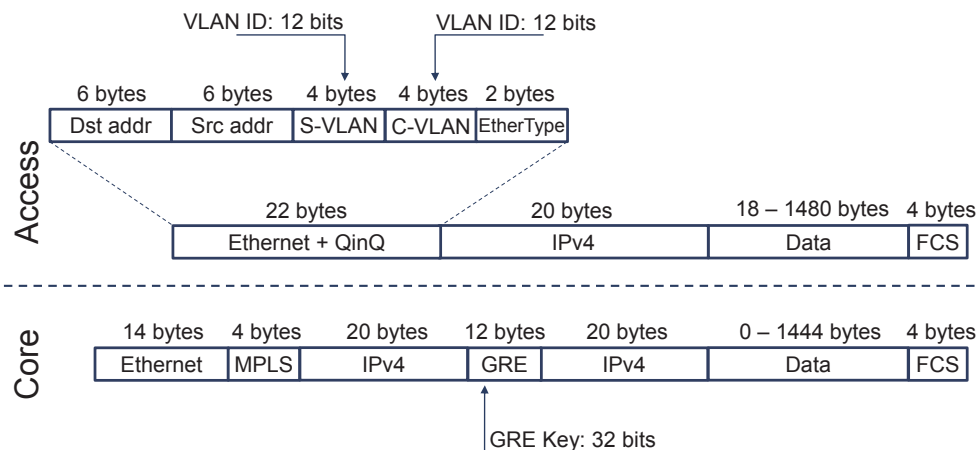 VLAN ID: 12 bits VLAN ID: 12 bits
6 bytes 6 bytes 4 bytes 4 bytes 2 bytes
Dst addr Src addr S-VLAN C-VLAN EtherType
Access
22 bytes 20 bytes 18 – 1480 bytes 4 bytes
Ethernet + QinQ IPv4 Data FCS
Core
14 bytes 4 bytes 20 bytes 12 bytes 20 bytes 0 – 1444 bytes 4 bytes
Ethernet MPLS IPv4 GRE IPv4 Data FCS
GRE Key: 32 bits